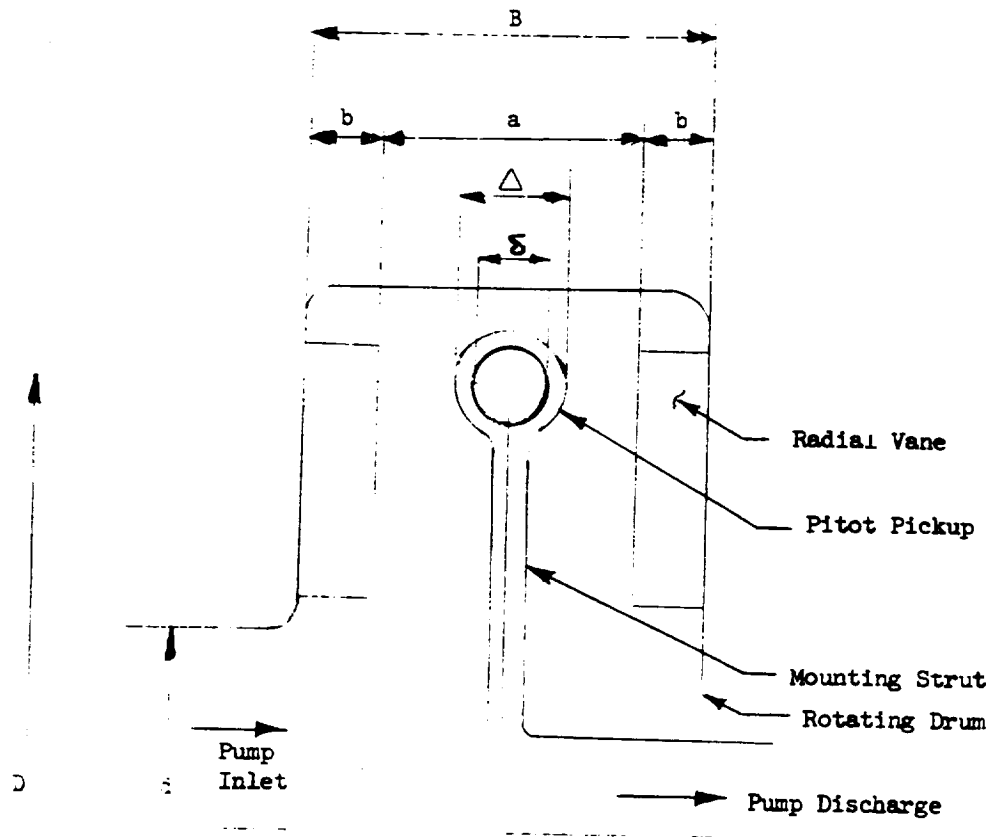 B
b a b
△
δ
Radial Vane
Pitot Pickup
Mounting Strut
Rotating Drum
Pump
Inlet
D
Pump Discharge